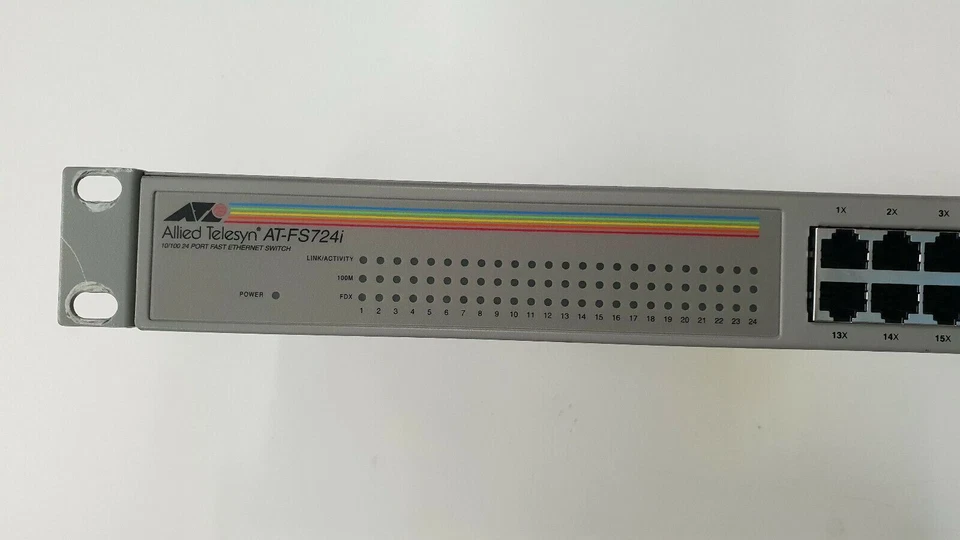 1X 2X 3X
Allied Telesyn® AT-FS724i
10/100 24 PORT FAST ETHERNET SWITCH
LINK/ACTIVITY
100M
POWER
FDX
1 2 3 4 5 6 7 8 9 10 11 12 13 14 15 16 17 18 19 20 21 22 23 24
13X 14X 15X